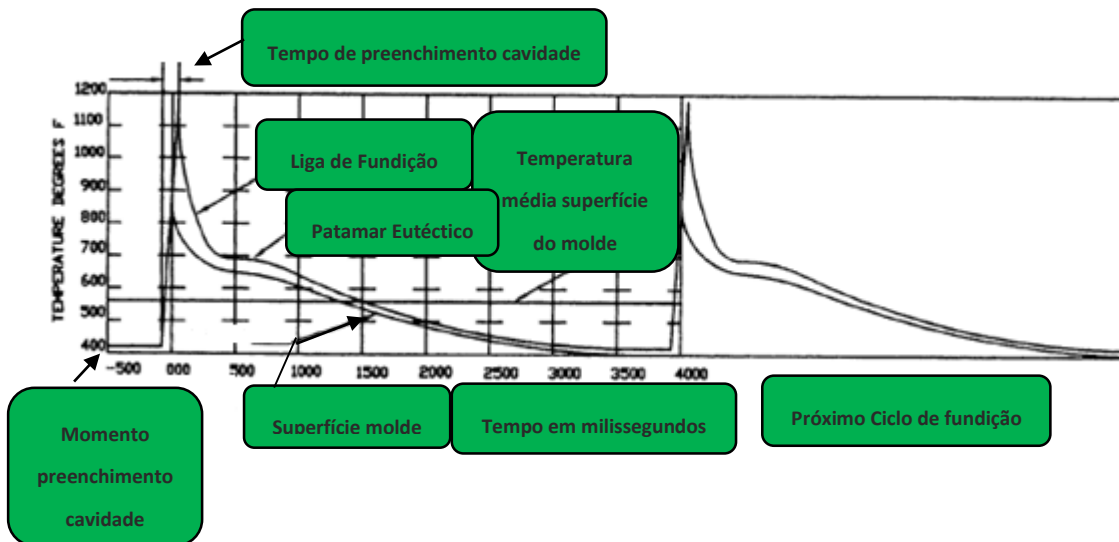 Tempo de preenchimento cavidade
1200
1100
1000
900
800
700
600
500
400
TEMPERATURE DEGREES F
Liga de Fundição
Patamar Eutéctico
Temperatura
média superfície
do molde
-500 000 500 1000 1500 2000 2500 3000 3500 4000
Momento
preenchimento
cavidade
Superfície molde
Tempo em milissegundos
Próximo Ciclo de fundição